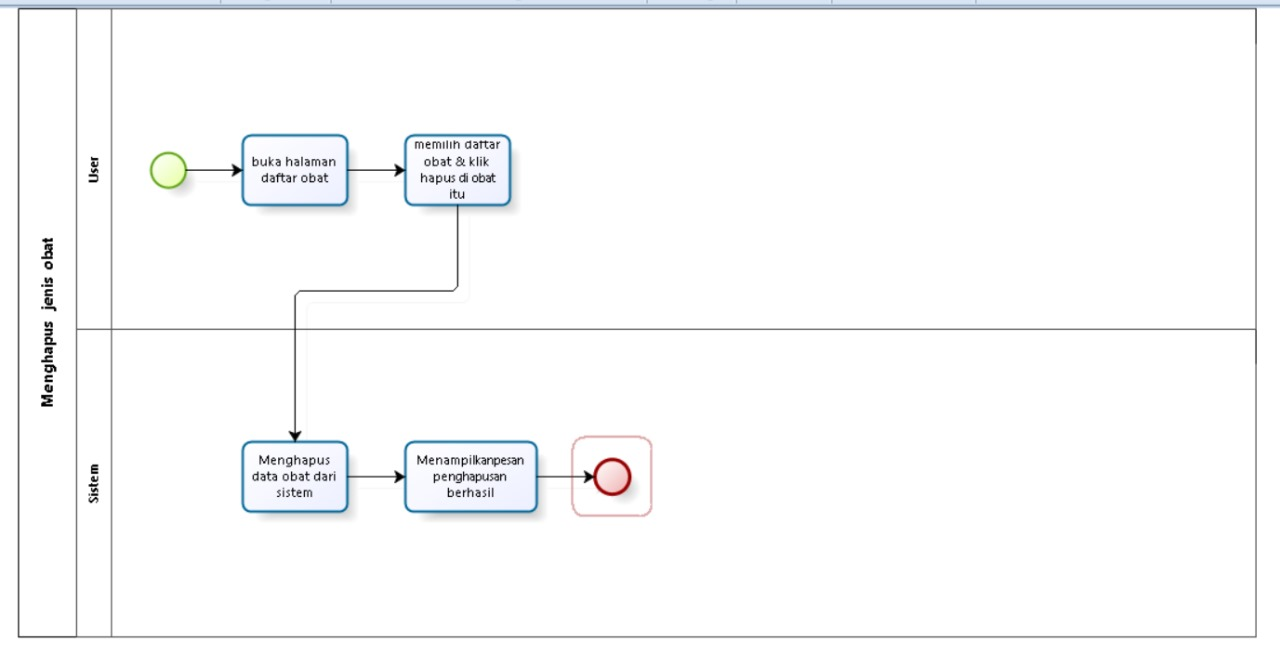 Menghapus jenis obat
User
buka halaman
daftar obat
memilih daftar
obat & klik
hapus di obat
itu
Sistem
Menghapus
data obat dari
sistem
Menampilkanpesan
penghapusan
berhasil